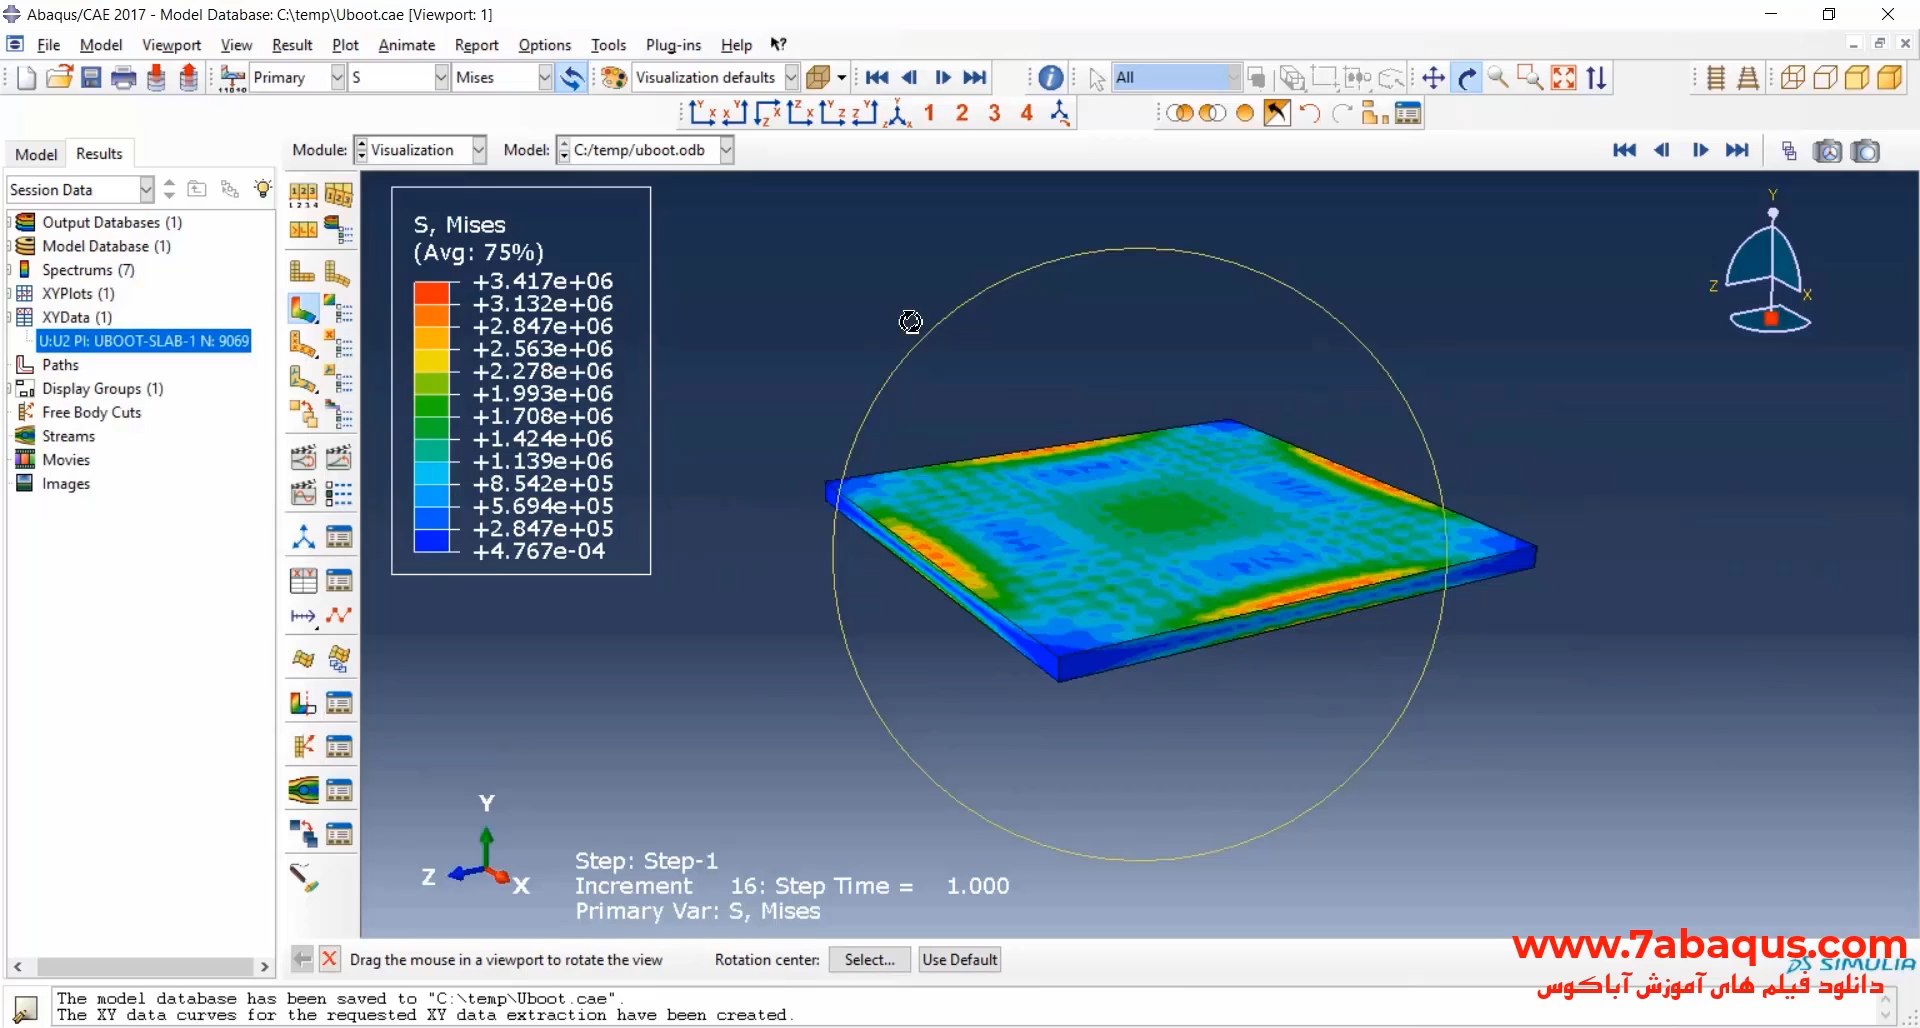 Abaqus/CAE 2017 - Model Database: C:\temp\Uboot.cae [Viewport: 1]
File Model Viewport View Result Plot Animate Report Options Tools Plug-ins Help
Primary S Mises Visualization defaults All
1 2 3 4
Model Results
Module: Visualization Model: C:/temp/uboot.odb
Session Data
Output Databases (1)
Model Database (1)
Spectrums (7)
XYPlots (1)
XYData (1)
U:U2 PI: UBOOT-SLAB-1 N: 9069
Paths
Display Groups (1)
Free Body Cuts
Streams
Movies
Images
S, Mises
(Avg: 75%)
+3.417e+06
+3.132e+06
+2.847e+06
+2.563e+06
+2.278e+06
+1.993e+06
+1.708e+06
+1.424e+06
+1.139e+06
+8.542e+05
+5.694e+05
+2.847e+05
+4.767e-04
Y
Z X
Y
Z X
Step: Step-1
Increment 16: Step Time = 1.000
Primary Var: S, Mises
Drag the mouse in a viewport to rotate the view Rotation center: Select... Use Default
www.7abaqus.com
SIMULIA
دانلود فیلم های آموزش آباکوس
The model database has been saved to "C:\temp\Uboot.cae".
The XY data curves for the requested XY data extraction have been created.